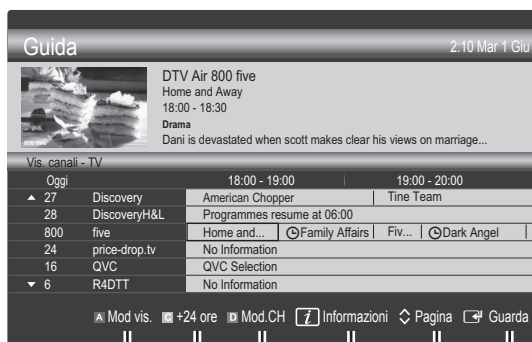 Guida 2:10 Mar 1 Giu
DTV Air 800 five
Home and Away
18:00 - 18:30
Drama
Dani is devastated when scott makes clear his views on marriage...
800 five
Vis. canali - TV
Oggi 18:00 - 19:00 19:00 - 20:00
▲ 27 Discovery American Chopper Tine Team
28 DiscoveryH&L Programmes resume at 06:00
800 five Home and... Family Affairs Fiv... Dark Angel
24 price-drop.tv No Information
16 QVC QVC Selection
▼ 6 R4DTT No Information
A Mod vis. C +24 ore D Mod.CH i Informazioni Pagina Guarda